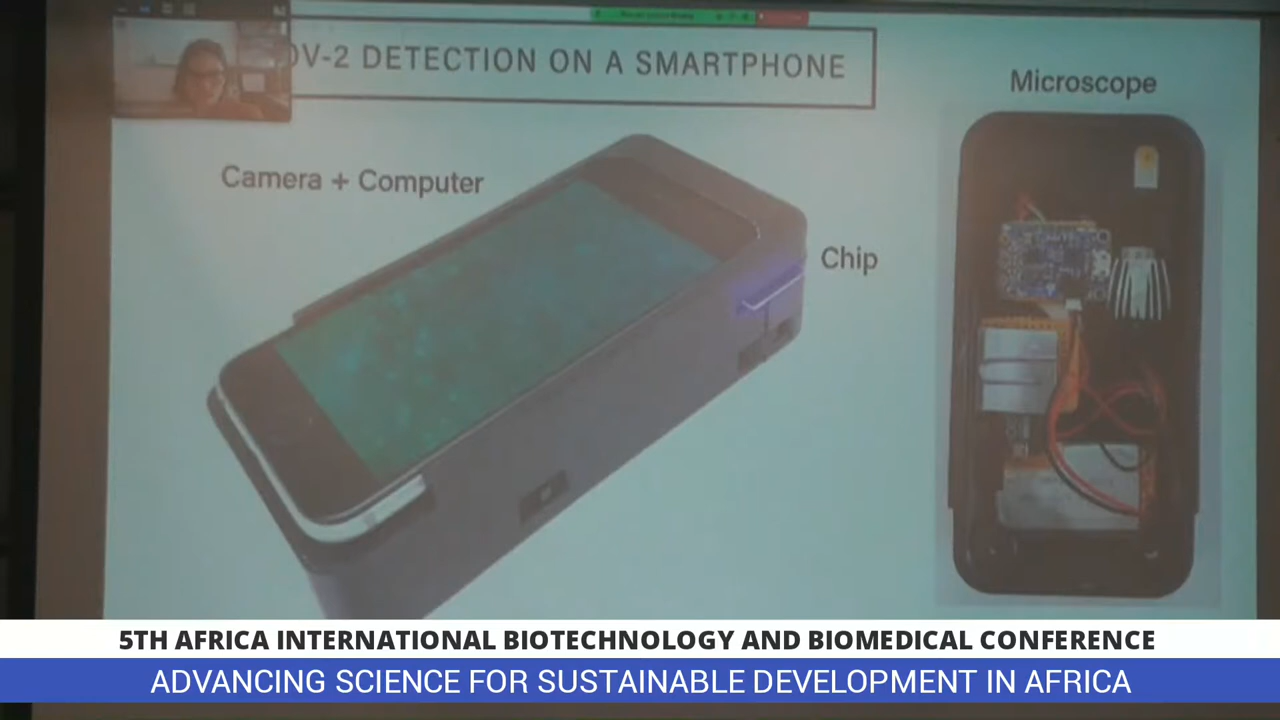 OV-2 DETECTION ON A SMARTPHONE
Microscope
Camera + Computer
Chip
5TH AFRICA INTERNATIONAL BIOTECHNOLOGY AND BIOMEDICAL CONFERENCE
ADVANCING SCIENCE FOR SUSTAINABLE DEVELOPMENT IN AFRICA